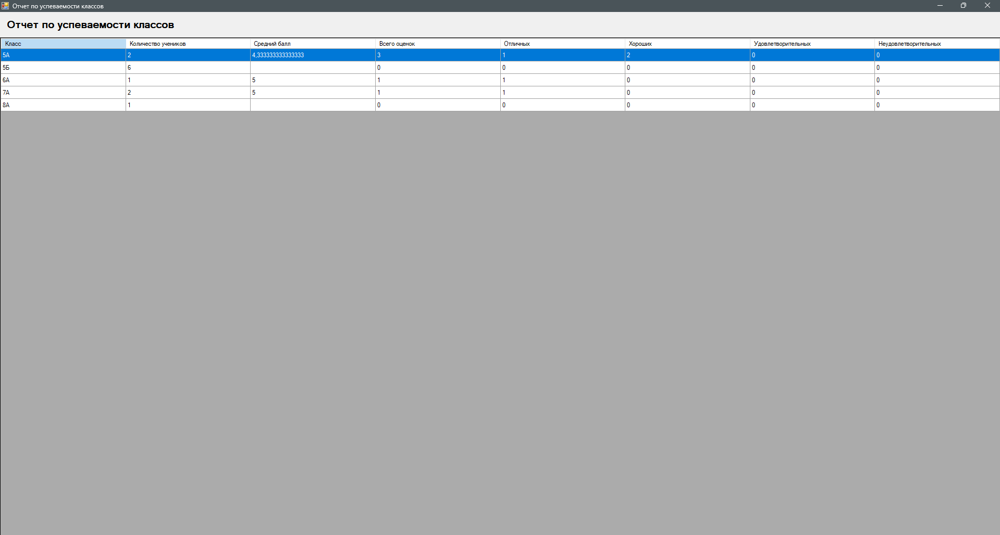 Отчет по успеваемости классов
Отчет по успеваемости классов
Класс Количество учеников Средний балл Всего оценок Отличных Хороших Удовлетворительных Неудовлетворительных
5А 2 4,333333333333333 3 1 2 0 0
5Б 6 0 0 0 0 0
6А 1 5 1 1 0 0 0
7А 2 5 1 1 0 0 0
8А 1 0 0 0 0 0